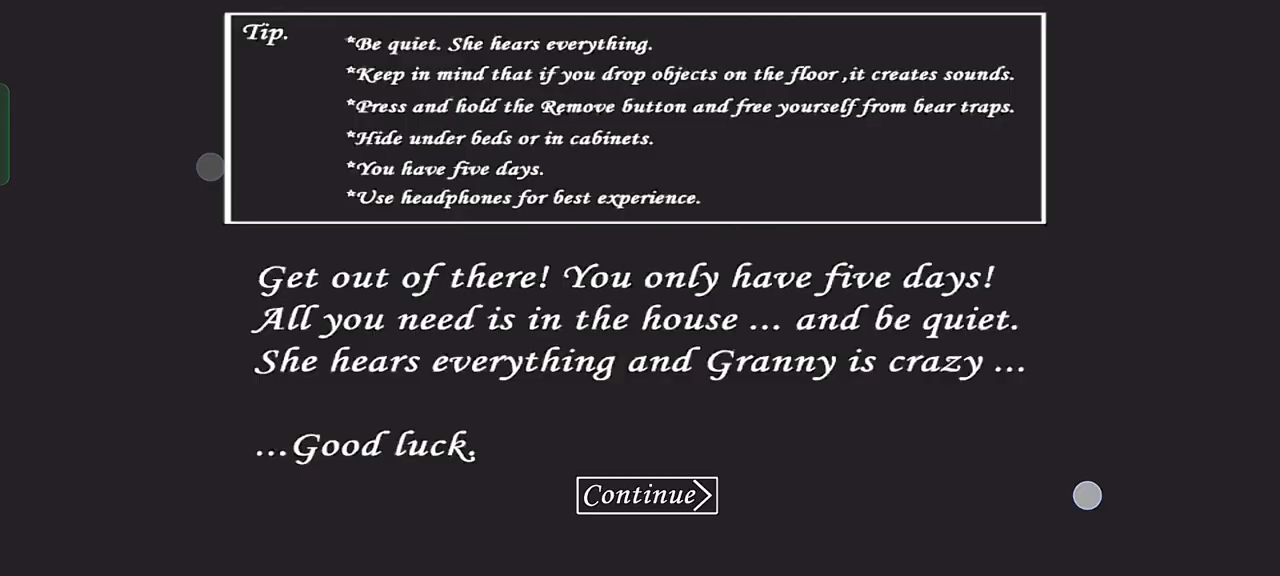 Tip.
*Be quiet. She hears everything.
*Keep in mind that if you drop objects on the floor ,it creates sounds.
*Press and hold the Remove button and free yourself from bear traps.
*Hide under beds or in cabinets.
*You have five days.
*Use headphones for best experience.
Get out of there! You only have five days!
All you need is in the house ... and be quiet.
She hears everything and Granny is crazy ...
...Good luck.
Continue